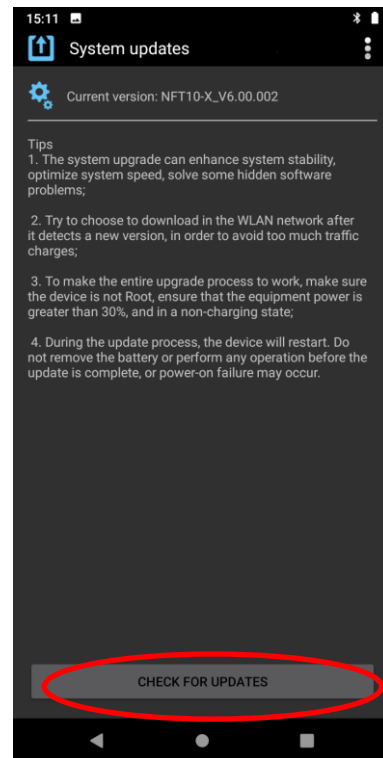 15:11
System updates
Current version: NFT10-X_V6.00.002
Tips
1. The system upgrade can enhance system stability,
optimize system speed, solve some hidden software
problems;
2. Try to choose to download in the WLAN network after
it detects a new version, in order to avoid too much traffic
charges;
3. To make the entire upgrade process to work, make sure
the device is not Root, ensure that the equipment power is
greater than 30%, and in a non-charging state;
4. During the update process, the device will restart. Do
not remove the battery or perform any operation before the
update is complete, or power-on failure may occur.
CHECK FOR UPDATES